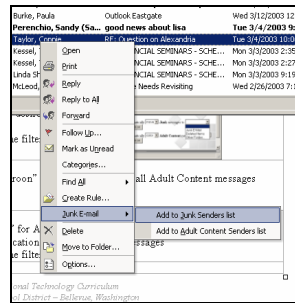 Burke, Paula Outlook Eastgate Wed 3/12/2003 12
Perenchio, Sandy (Sa... good news about lisa Tue 3/4/2003 9:
Taylor, Connie RE: Question on Alexandria Tue 3/4/2003 10:0
Kessel, NCIAL SEMINARS - SCHE... Mon 3/3/2003 2:35
Kessel, NCIAL SEMINARS - SCHE... Mon 3/3/2003 2:27
Linda Sh NCIAL SEMINARS - SCHE... Mon 3/3/2003 9:19
McLeod, e Needs Revisiting Wed 2/26/2003 7:1
Open
Print
Reply
Reply to All
Forward
Follow Up...
Mark as Unread
Categories...
Find All
Create Rule...
Junk E-mail
Delete
Move to Folder...
Options...
Add to Junk Senders list
Add to Adult Content Senders list
e filte
roon" all Adult Content messages
" for A
cation essages
e filte
onal Technology Curriculum
ol District – Bellevue, Washington